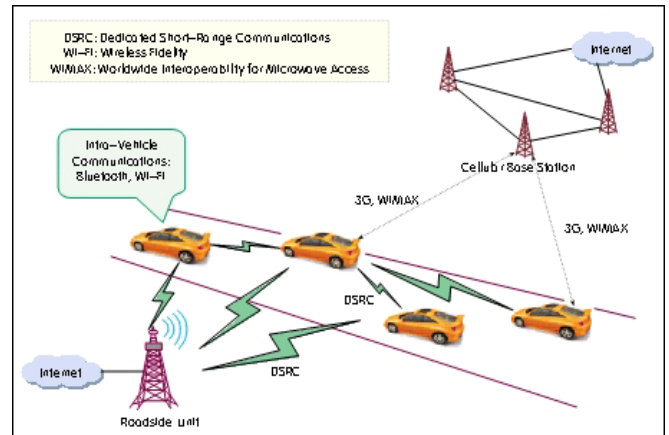 DSRC: Dedicated Short-Range Communications
Wi-Fi: Wireless Fidelity
WiMAX: Worldwide Interoperability for Microwave Access
Internet
Intra-Vehicle
Communications:
Bluetooth, Wi-Fi
Cellular Base Station
3G, WiMAX
3G, WiMAX
DSRC
DSRC
Internet
Roadside unit